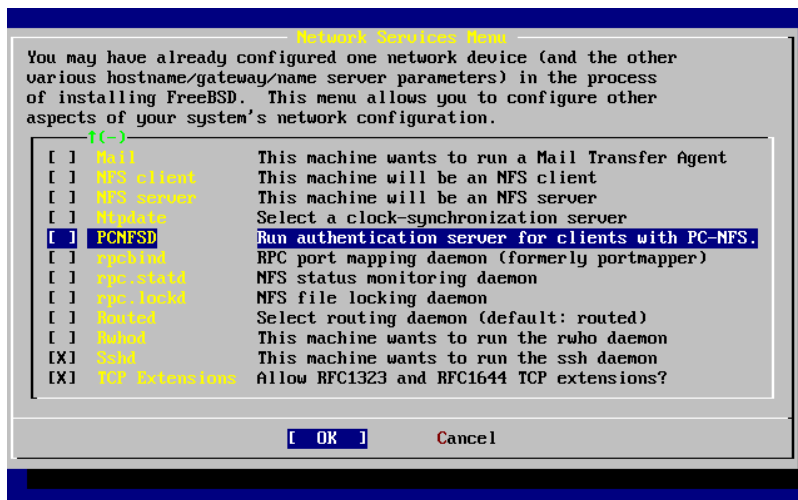 Network Services Menu
You may have already configured one network device (and the other
various hostname/gateway/name server parameters) in the process
of installing FreeBSD.  This menu allows you to configure other
aspects of your system's network configuration.
↑(-)
[ ] Mail This machine wants to run a Mail Transfer Agent
[ ] NFS client This machine will be an NFS client
[ ] NFS server This machine will be an NFS server
[ ] Ntpdate Select a clock-synchronization server
[ ] PCNFSD Run authentication server for clients with PC-NFS.
[ ] rpcbind RPC port mapping daemon (formerly portmapper)
[ ] rpc.statd NFS status monitoring daemon
[ ] rpc.lockd NFS file locking daemon
[ ] Routed Select routing daemon (default: routed)
[ ] Rwhod This machine wants to run the rwho daemon
[X] Sshd This machine wants to run the ssh daemon
[X] TCP Extensions Allow RFC1323 and RFC1644 TCP extensions?
[ OK ] Cancel